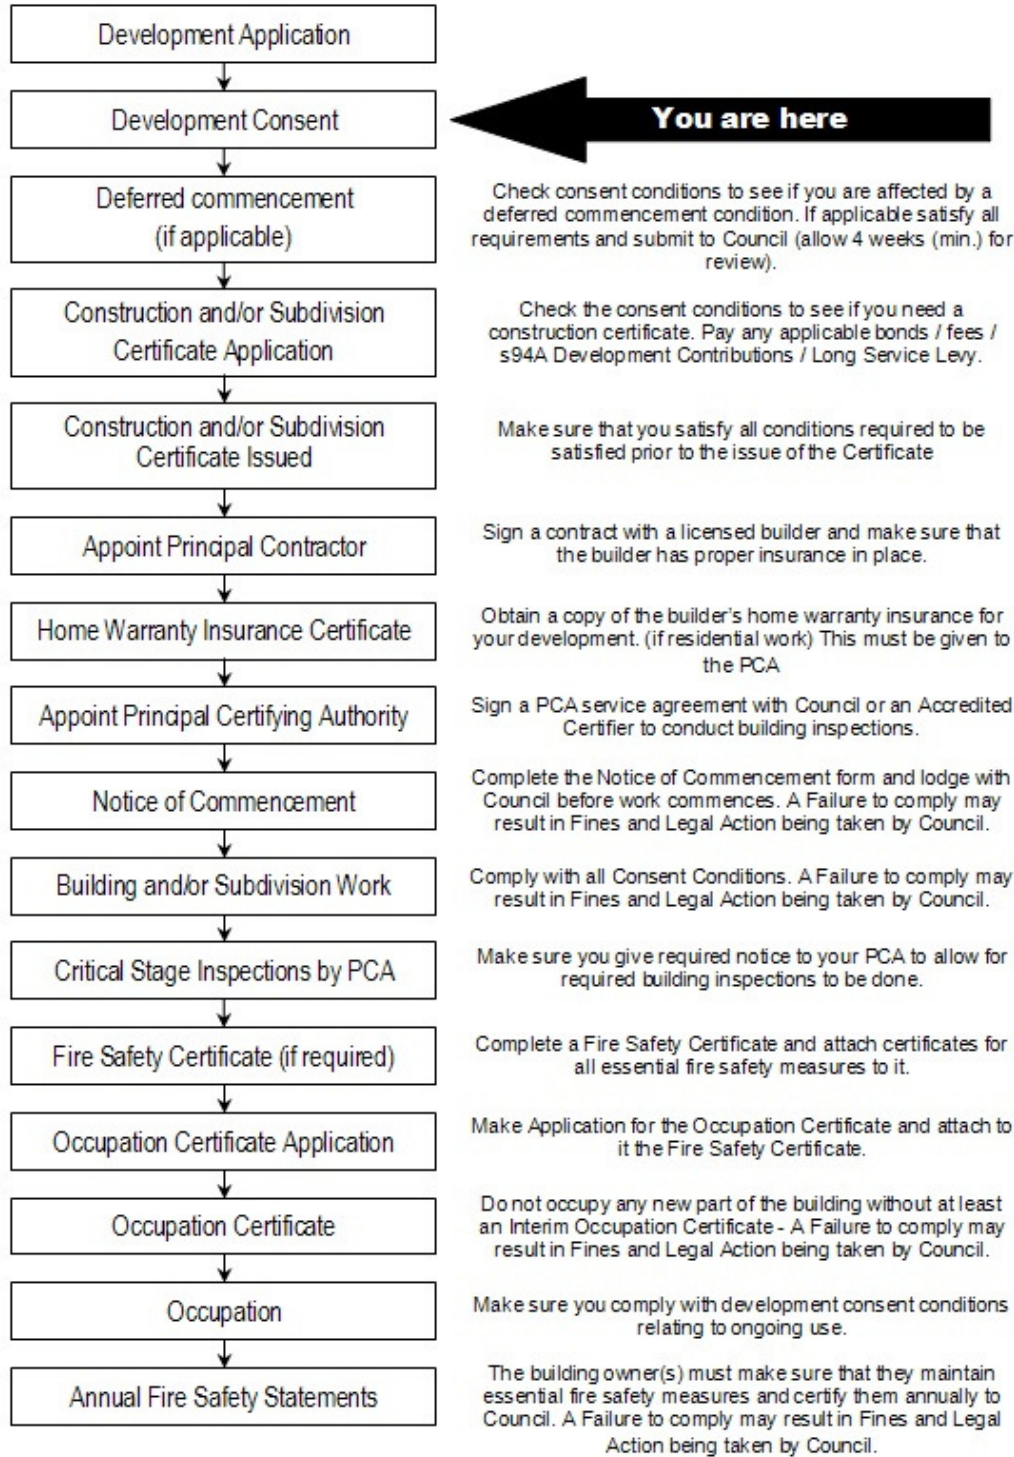 Development Application
Development Consent
You are here
Deferred commencement
(if applicable)
Check consent conditions to see if you are affected by a
deferred commencement condition. If applicable satisfy all
requirements and submit to Council (allow 4 weeks (min.) for
review).
Construction and/or Subdivision
Certificate Application
Check the consent conditions to see if you need a
construction certificate. Pay any applicable bonds / fees /
s94A Development Contributions / Long Service Levy.
Construction and/or Subdivision
Certificate Issued
Make sure that you satisfy all conditions required to be
satisfied prior to the issue of the Certificate
Appoint Principal Contractor
Sign a contract with a licensed builder and make sure that
the builder has proper insurance in place.
Home Warranty Insurance Certificate
Obtain a copy of the builder's home warranty insurance for
your development. (if residential work) This must be given to
the PCA
Appoint Principal Certifying Authority
Sign a PCA service agreement with Council or an Accredited
Certifier to conduct building inspections.
Notice of Commencement
Complete the Notice of Commencement form and lodge with
Council before work commences. A Failure to comply may
result in Fines and Legal Action being taken by Council.
Building and/or Subdivision Work
Comply with all Consent Conditions. A Failure to comply may
result in Fines and Legal Action being taken by Council.
Critical Stage Inspections by PCA
Make sure you give required notice to your PCA to allow for
required building inspections to be done.
Fire Safety Certificate (if required)
Complete a Fire Safety Certificate and attach certificates for
all essential fire safety measures to it.
Occupation Certificate Application
Make Application for the Occupation Certificate and attach to
it the Fire Safety Certificate.
Occupation Certificate
Do not occupy any new part of the building without at least
an Interim Occupation Certificate - A Failure to comply may
result in Fines and Legal Action being taken by Council.
Occupation
Make sure you comply with development consent conditions
relating to ongoing use.
Annual Fire Safety Statements
The building owner(s) must make sure that they maintain
essential fire safety measures and certify them annually to
Council. A Failure to comply may result in Fines and Legal
Action being taken by Council.